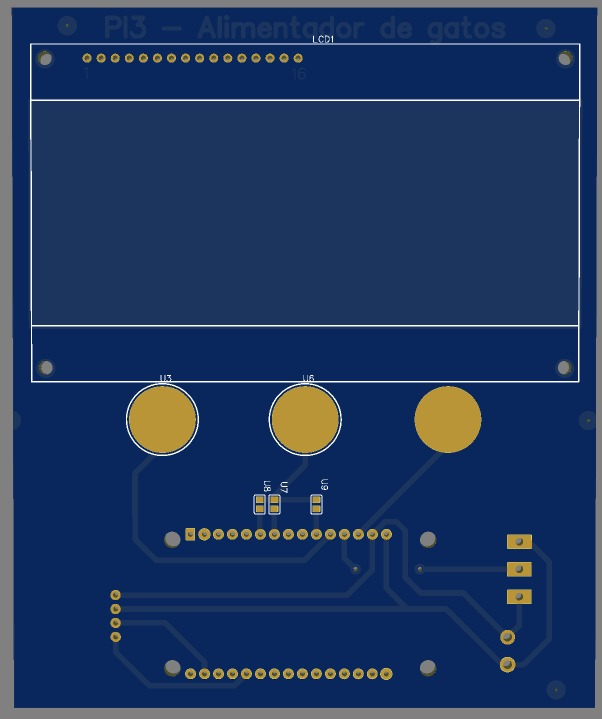 PI3 – Alimentador de gatos
LCD1
1 16
U3 U6
U8 U7 U9